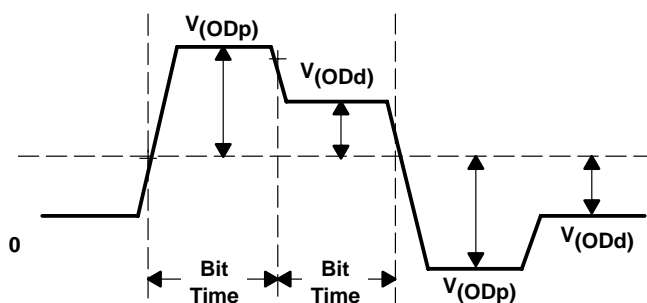 V(ODp)
V(ODd)
0
V(ODd)
Bit
Time
Bit
Time
V(ODp)